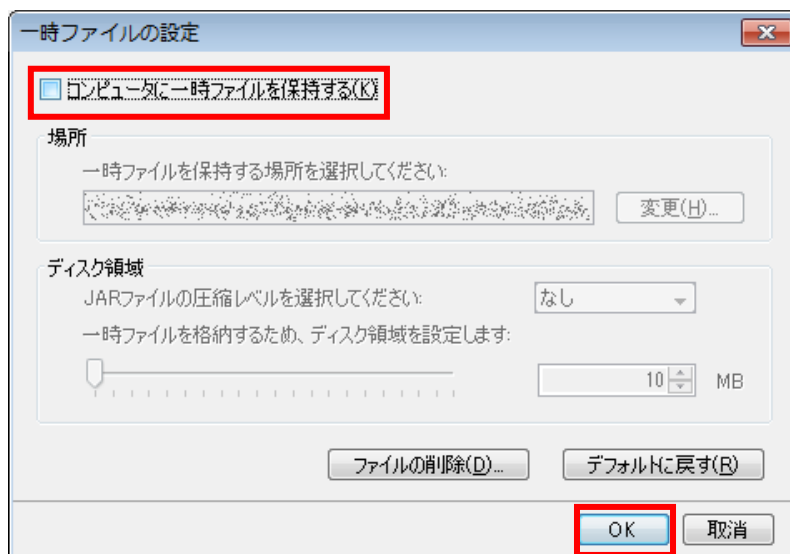 一時ファイルの設定
コンピュータに一時ファイルを保持する(K)
場所
一時ファイルを保持する場所を選択してください:
変更(H)...
ディスク領域
JARファイルの圧縮レベルを選択してください:
なし
一時ファイルを格納するため、ディスク領域を設定します:
10 MB
ファイルの削除(D)...
デフォルトに戻す(R)
OK
取消